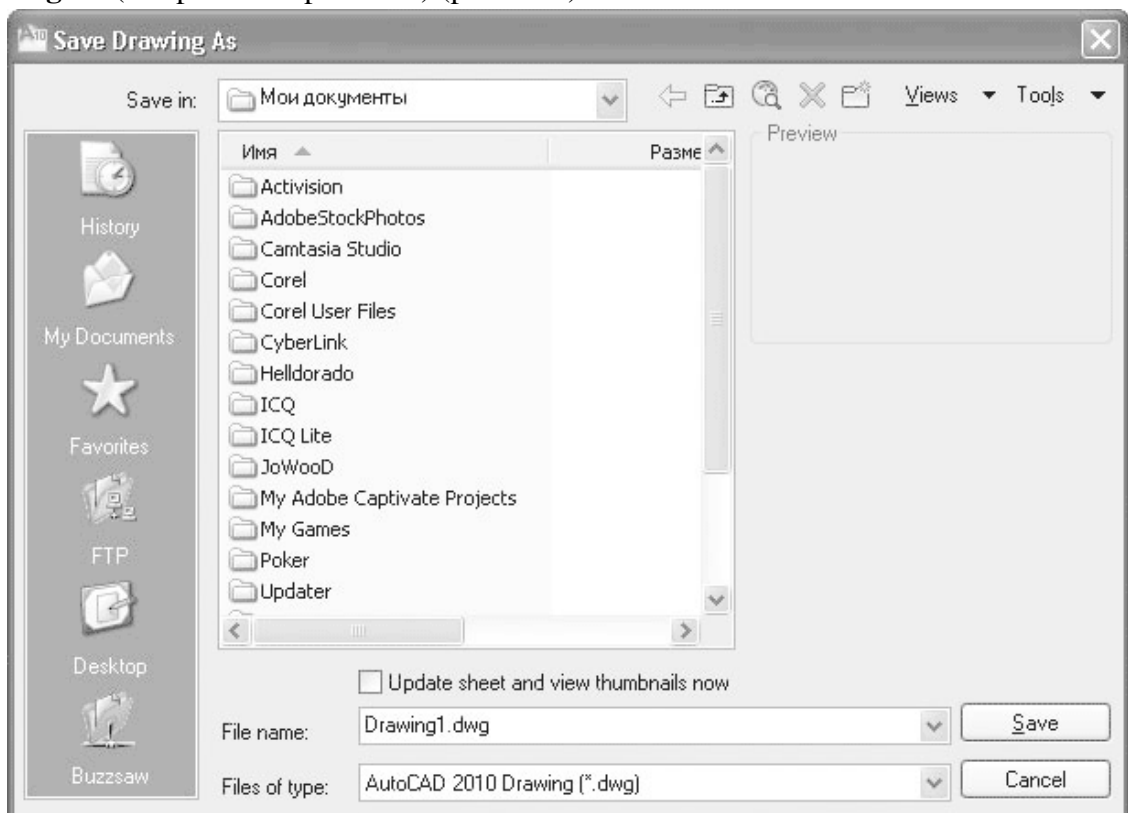 Save Drawing As
Save in:
Мои документы
Views
Tools
Имя
Разме
Preview
Activision
AdobeStockPhotos
Camtasia Studio
Corel
Corel User Files
CyberLink
Helldorado
ICQ
ICQ Lite
JoWooD
My Adobe Captivate Projects
My Games
Poker
Updater
History
My Documents
Favorites
FTP
Desktop
Buzzsaw
Update sheet and view thumbnails now
File name:
Drawing1.dwg
Save
Files of type:
AutoCAD 2010 Drawing (*.dwg)
Cancel